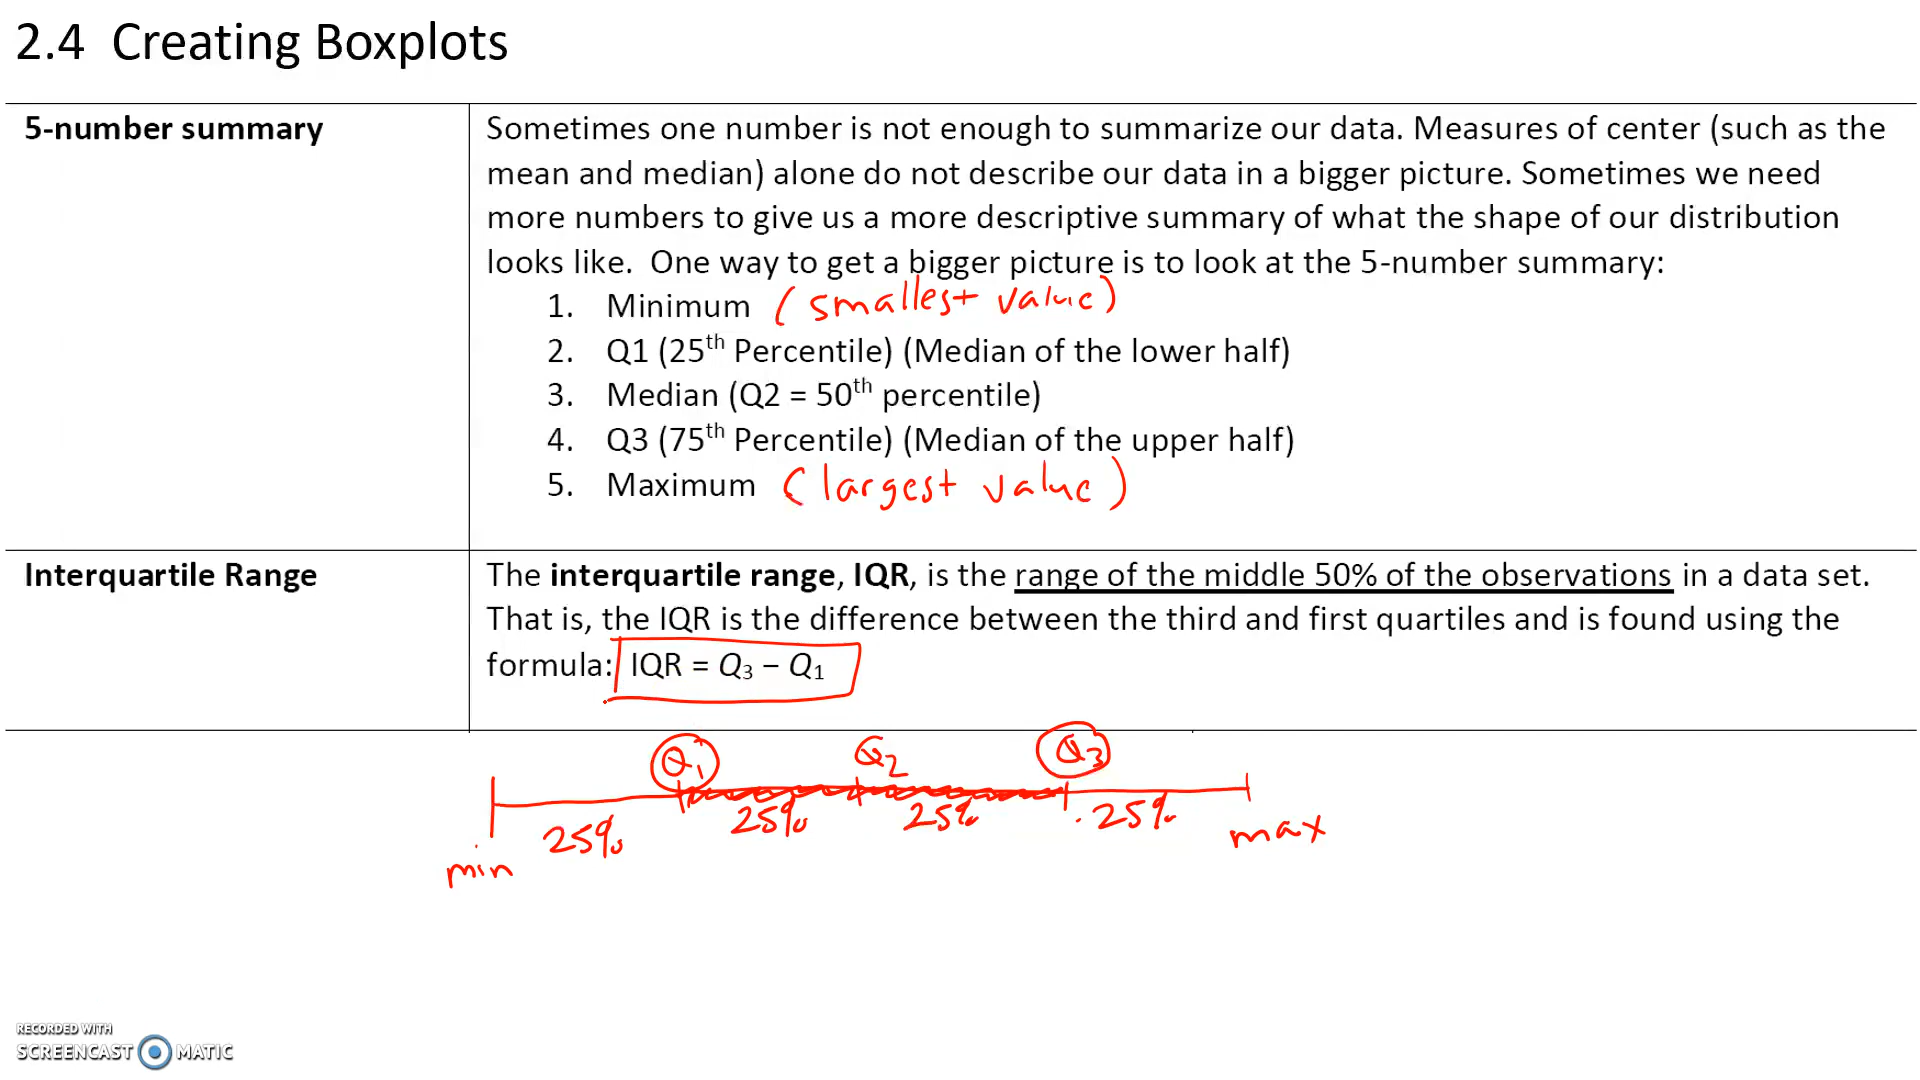 2.4 Creating Boxplots
5-number summary
Sometimes one number is not enough to summarize our data. Measures of center (such as the
mean and median) alone do not describe our data in a bigger picture. Sometimes we need
more numbers to give us a more descriptive summary of what the shape of our distribution
looks like. One way to get a bigger picture is to look at the 5-number summary:
1. Minimum (smallest value)
2. Q1 (25th Percentile) (Median of the lower half)
3. Median (Q2 = 50th percentile)
4. Q3 (75th Percentile) (Median of the upper half)
5. Maximum (largest value)
Interquartile Range
The interquartile range, IQR, is the range of the middle 50% of the observations in a data set.
That is, the IQR is the difference between the third and first quartiles and is found using the
formula: IQR = Q₃ − Q₁
Q₁ Q₂ Q₃
25% 25% 25% 25%
min max
RECORDED WITH
SCREENCAST MATIC